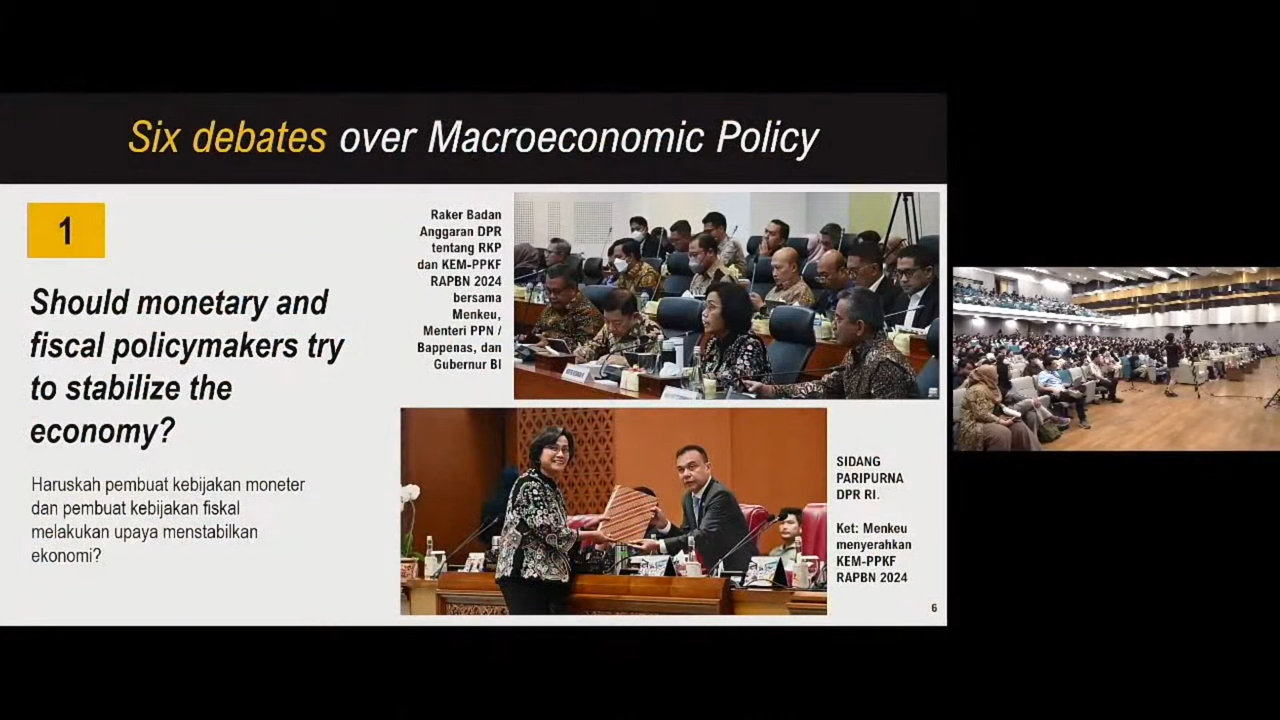 Six debates over Macroeconomic Policy
1
Should monetary and
fiscal policymakers try
to stabilize the
economy?
Haruskah pembuat kebijakan moneter
dan pembuat kebijakan fiskal
melakukan upaya menstabilkan
ekonomi?
Raker Badan
Anggaran DPR
tentang RKP
dan KEM-PPKF
RAPBN 2024
bersama
Menkeu,
Menteri PPN /
Bappenas, dan
Gubernur BI
SIDANG
PARIPURNA
DPR RI.
Ket: Menkeu
menyerahkan
KEM-PPKF
RAPBN 2024
6